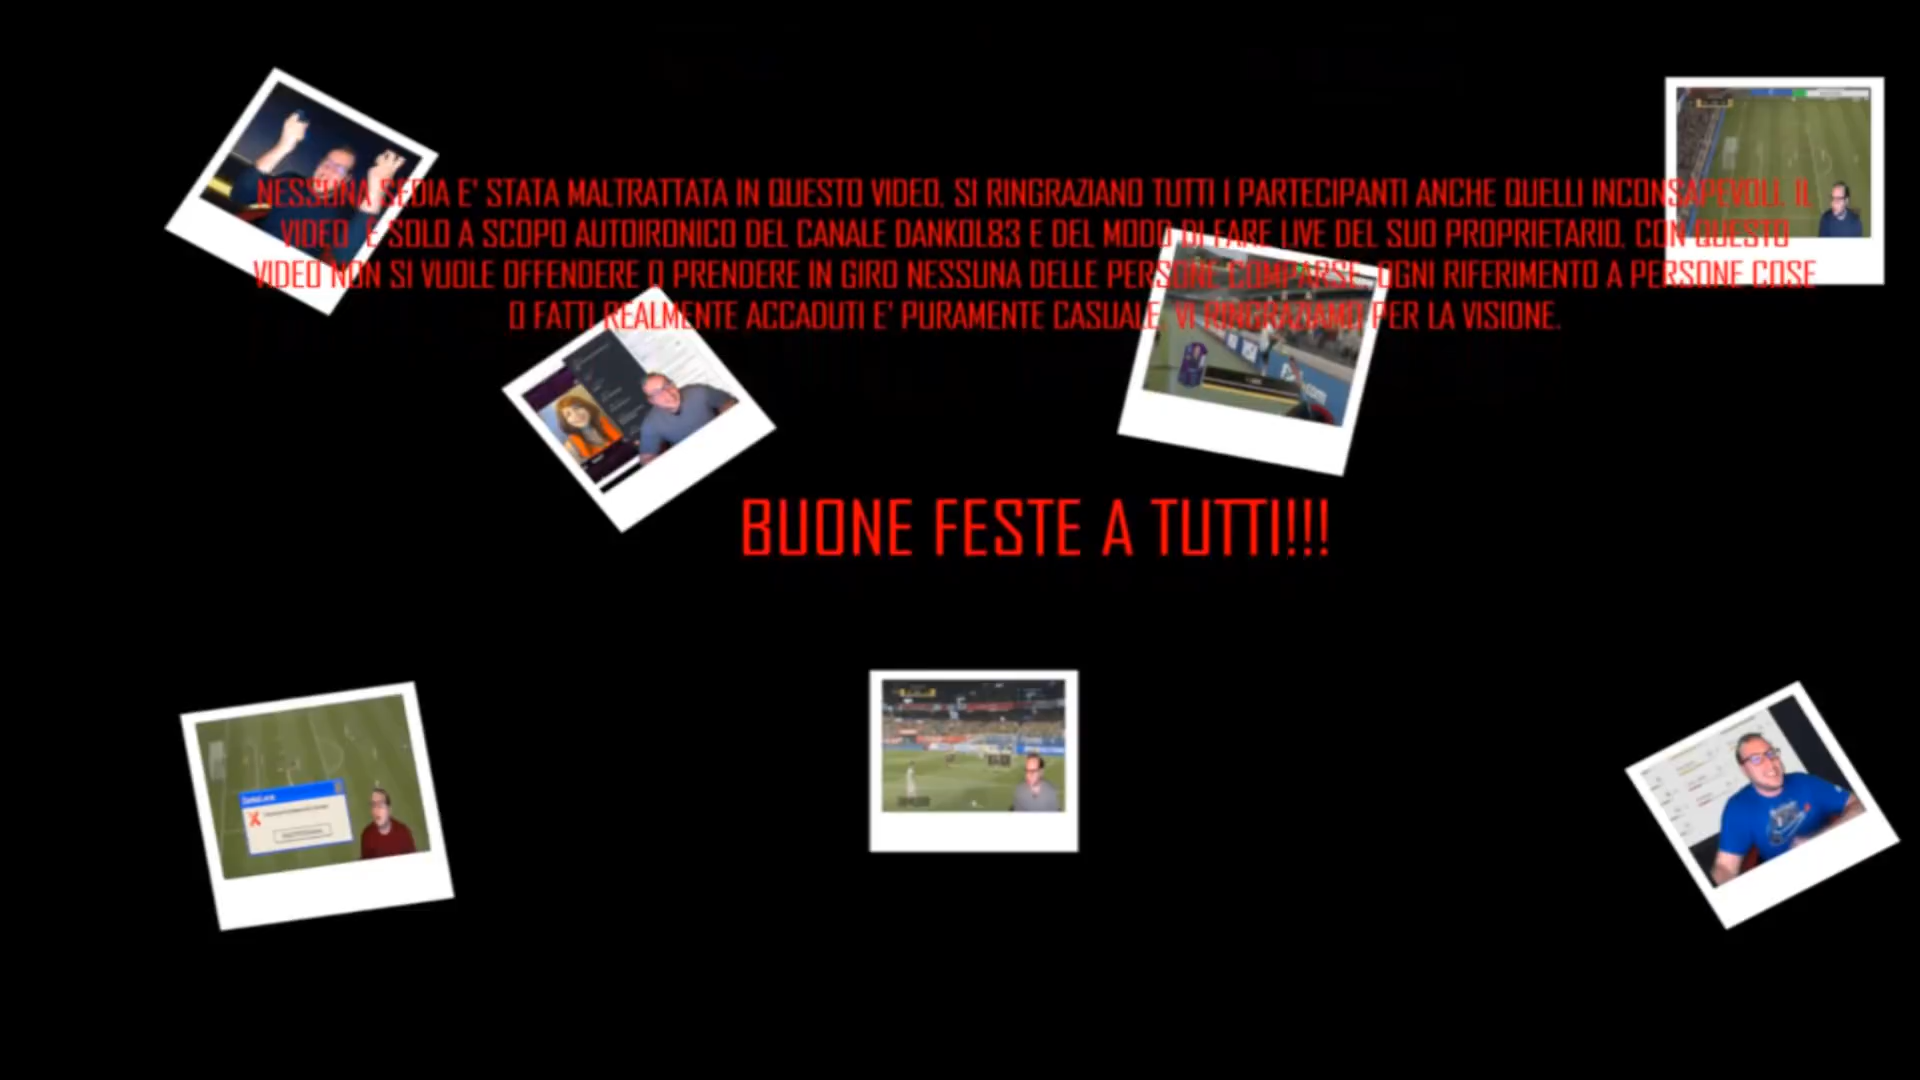 NESSUNA SEDIA E' STATA MALTRATTATA IN QUESTO VIDEO. SI RINGRAZIANO TUTTI I PARTECIPANTI ANCHE QUELLI INCONSAPEVOLI. IL
VIDEO E SOLO A SCOPO AUTOIRONICO DEL CANALE DANKOL83 E DEL MODO DI FARE LIVE DEL SUO PROPRIETARIO. CON QUESTO
VIDEO NON SI VUOLE OFFENDERE O PRENDERE IN GIRO NESSUNA DELLE PERSONE COMPARSE. OGNI RIFERIMENTO A PERSONE COSE
O FATTI REALMENTE ACCADUTI E' PURAMENTE CASUALE. VI RINGRAZIAMO PER LA VISIONE.
BUONE FESTE A TUTTI!!!